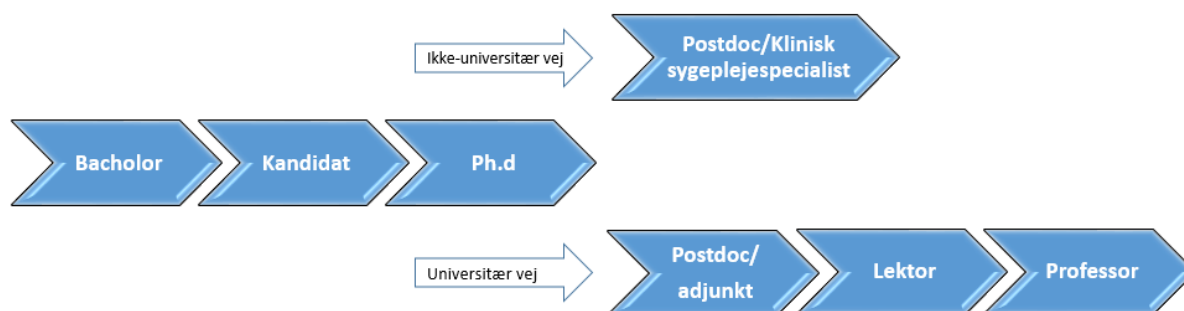 Ikke-universitær vej
Postdoc/Klinisk
sygeplejespecialist
Bacholor
Kandidat
Ph.d
Universitær vej
Postdoc/
adjunkt
Lektor
Professor